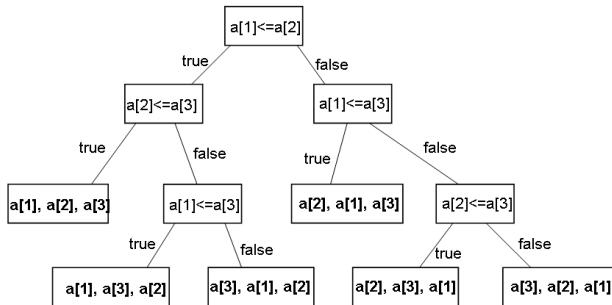 a[1]<=a[2]
true
false
a[2]<=a[3]
a[1]<=a[3]
true
false
true
false
a[1], a[2], a[3]
a[1]<=a[3]
a[2], a[1], a[3]
a[2]<=a[3]
true
false
true
false
a[1], a[3], a[2]
a[3], a[1], a[2]
a[2], a[3], a[1]
a[3], a[2], a[1]